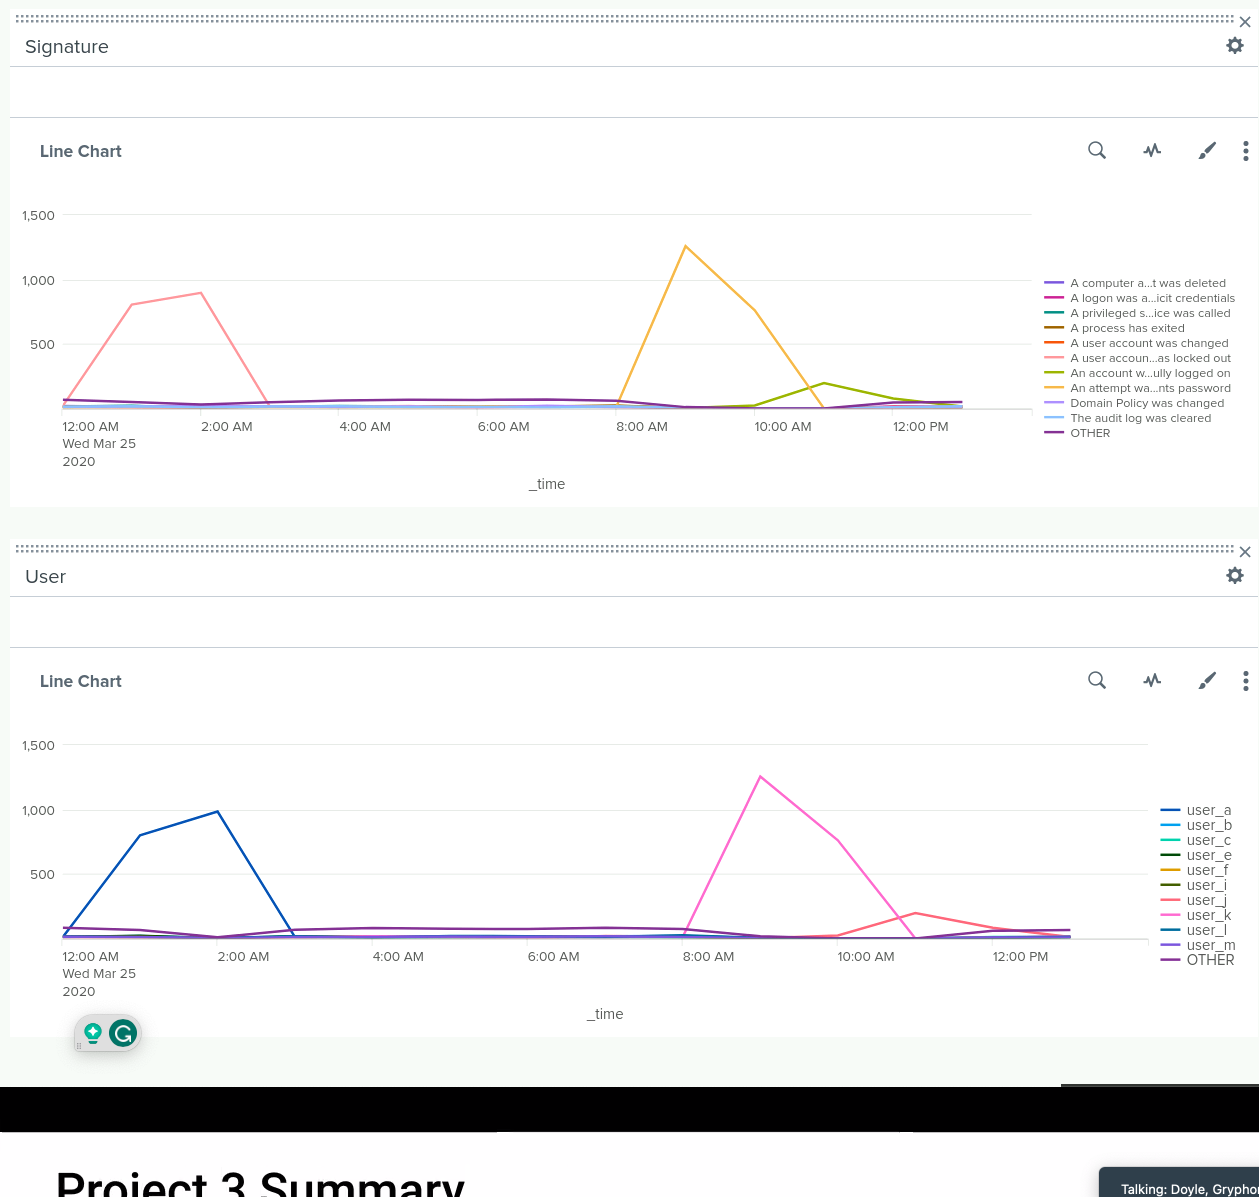 Signature
Line Chart
1,500
1,000
500
12:00 AM
Wed Mar 25
2020
2:00 AM
4:00 AM
6:00 AM
8:00 AM
10:00 AM
12:00 PM
_time
A computer a...t was deleted
A logon was a...icit credentials
A privileged s...ice was called
A process has exited
A user account was changed
A user accoun...as locked out
An account w...ully logged on
An attempt wa...nts password
Domain Policy was changed
The audit log was cleared
OTHER
User
Line Chart
1,500
1,000
500
12:00 AM
Wed Mar 25
2020
2:00 AM
4:00 AM
6:00 AM
8:00 AM
10:00 AM
12:00 PM
_time
user_a
user_b
user_c
user_e
user_f
user_i
user_j
user_k
user_l
user_m
OTHER
Project 3 Summary
Talking: Doyle, Grypho